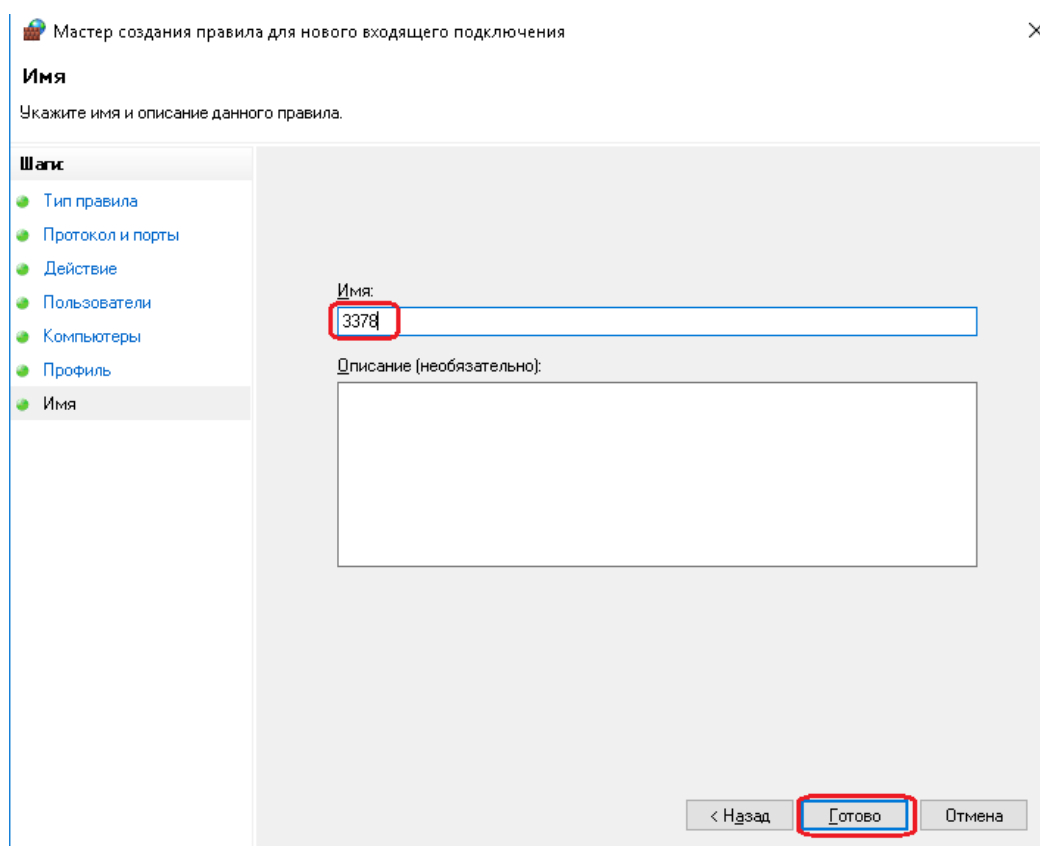 Мастер создания правила для нового входящего подключения
Имя
Укажите имя и описание данного правила.
Шаги:
Тип правила
Протокол и порты
Действие
Пользователи
Компьютеры
Профиль
Имя
Имя:
3378
Описание (необязательно):
< Назад Готово Отмена